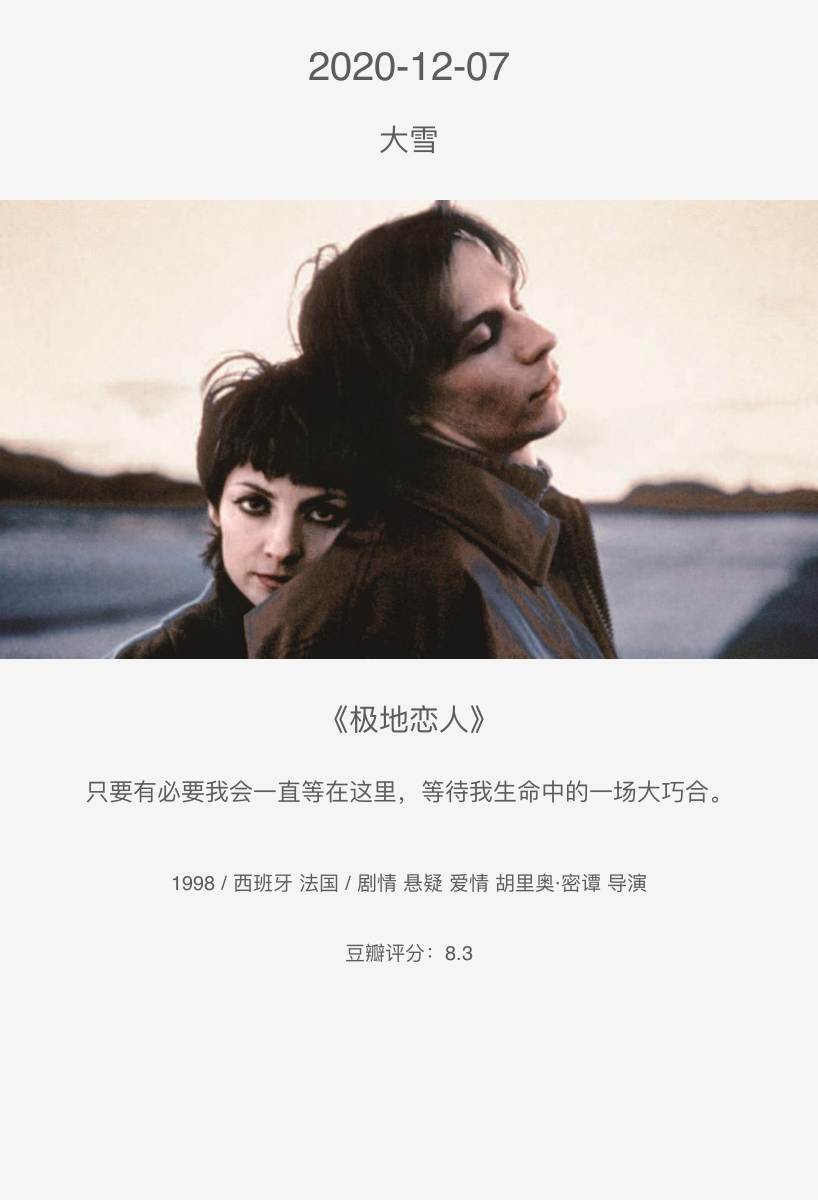 2020-12-07
大雪
《极地恋人》
只要有必要我会一直等在这里，等待我生命中的一场大巧合。
1998 / 西班牙 法国 / 剧情 悬疑 爱情 胡里奥·密谭 导演
豆瓣评分：8.3